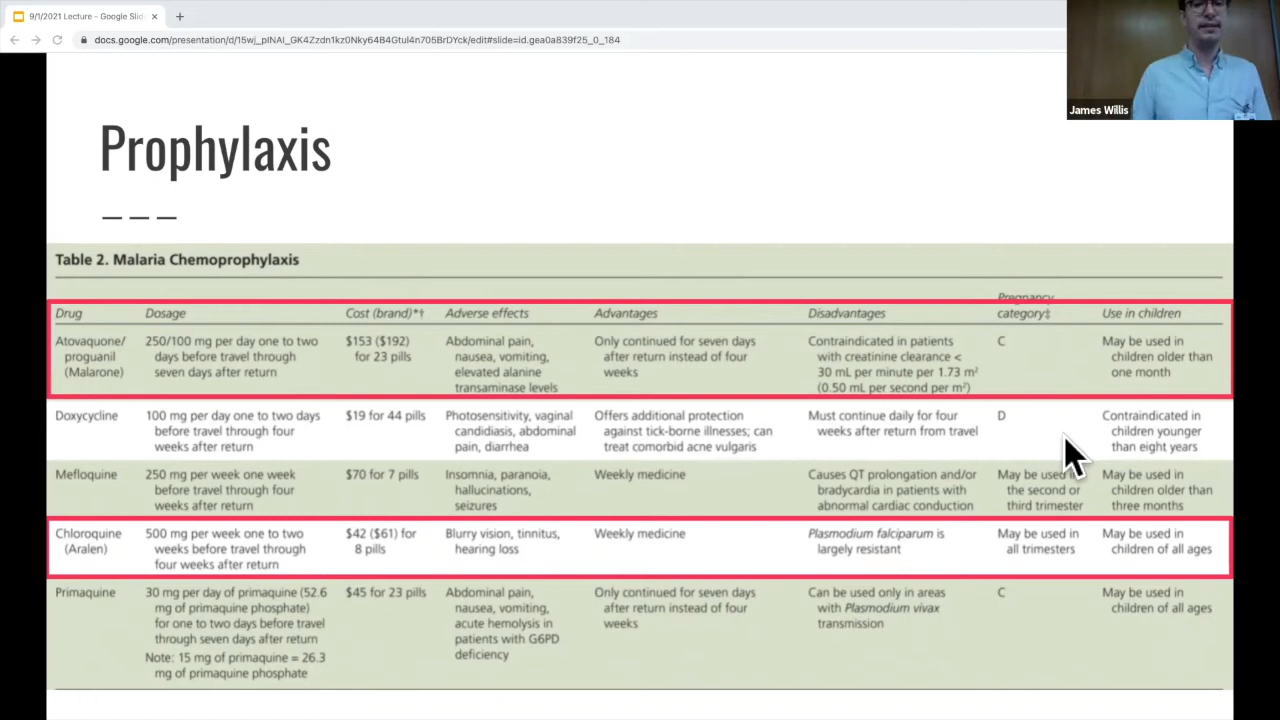 9/1/2021 Lecture - Google Slid
docs.google.com/presentation/d/15wj_pINAI_GK4Zzdn1kz0Nky64B4Gtul4n705BrDYck/edit#slide=id.gea0a839f25_0_184
James Willis
Prophylaxis
Table 2. Malaria Chemoprophylaxis
Drug
Dosage
Cost (brand)*†
Adverse effects
Advantages
Disadvantages
Pregnancy
category‡
Use in children
Atovaquone/
proguanil
(Malarone)
250/100 mg per day one to two
days before travel through
seven days after return
$153 ($192)
for 23 pills
Abdominal pain,
nausea, vomiting,
elevated alanine
transaminase levels
Only continued for seven days
after return instead of four
weeks
Contraindicated in patients
with creatinine clearance <
30 mL per minute per 1.73 m²
(0.50 mL per second per m²)
C
May be used in
children older than
one month
Doxycycline
100 mg per day one to two days
before travel through four
weeks after return
$19 for 44 pills
Photosensitivity, vaginal
candidiasis, abdominal
pain, diarrhea
Offers additional protection
against tick-borne illnesses; can
treat comorbid acne vulgaris
Must continue daily for four
weeks after return from travel
D
Contraindicated in
children younger
than eight years
Mefloquine
250 mg per week one week
before travel through four
weeks after return
$70 for 7 pills
Insomnia, paranoia,
hallucinations,
seizures
Weekly medicine
Causes QT prolongation and/or
bradycardia in patients with
abnormal cardiac conduction
May be used in
the second or
third trimester
May be used in
children older than
three months
Chloroquine
(Aralen)
500 mg per week one to two
weeks before travel through
four weeks after return
$42 ($61) for
8 pills
Blurry vision, tinnitus,
hearing loss
Weekly medicine
Plasmodium falciparum is
largely resistant
May be used in
all trimesters
May be used in
children of all ages
Primaquine
30 mg per day of primaquine (52.6
mg of primaquine phosphate)
for one to two days before travel
through seven days after return
Note: 15 mg of primaquine = 26.3
mg of primaquine phosphate
$45 for 23 pills
Abdominal pain,
nausea, vomiting,
acute hemolysis in
patients with G6PD
deficiency
Only continued for seven days
after return instead of four
weeks
Can be used only in areas
with Plasmodium vivax
transmission
C
May be used in
children of all ages